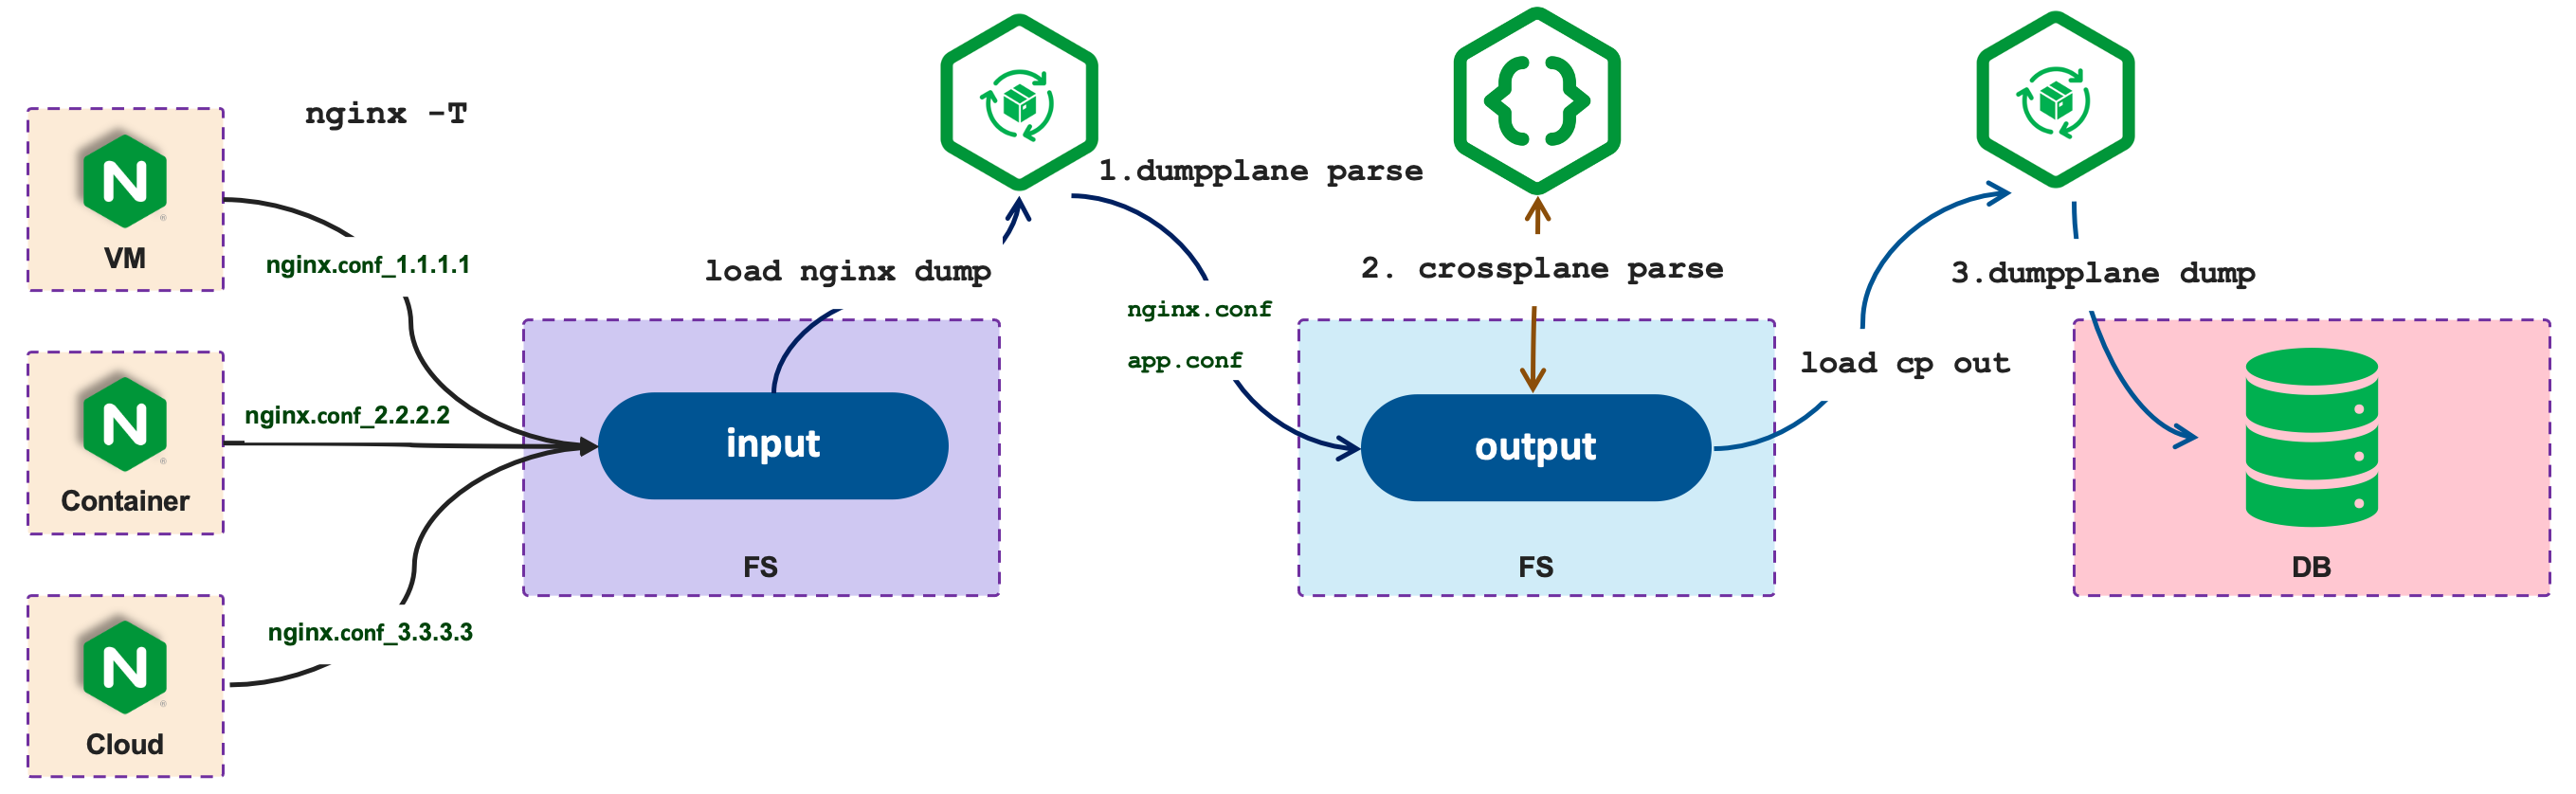 nginx -T
N
VM
nginx.conf_1.1.1.1
N
Container
nginx.conf_2.2.2.2
N
Cloud
nginx.conf_3.3.3.3
input
FS
load nginx dump
1.dumpplane parse
nginx.conf
app.conf
2. crossplane parse
output
FS
load cp out
3.dumpplane dump
DB